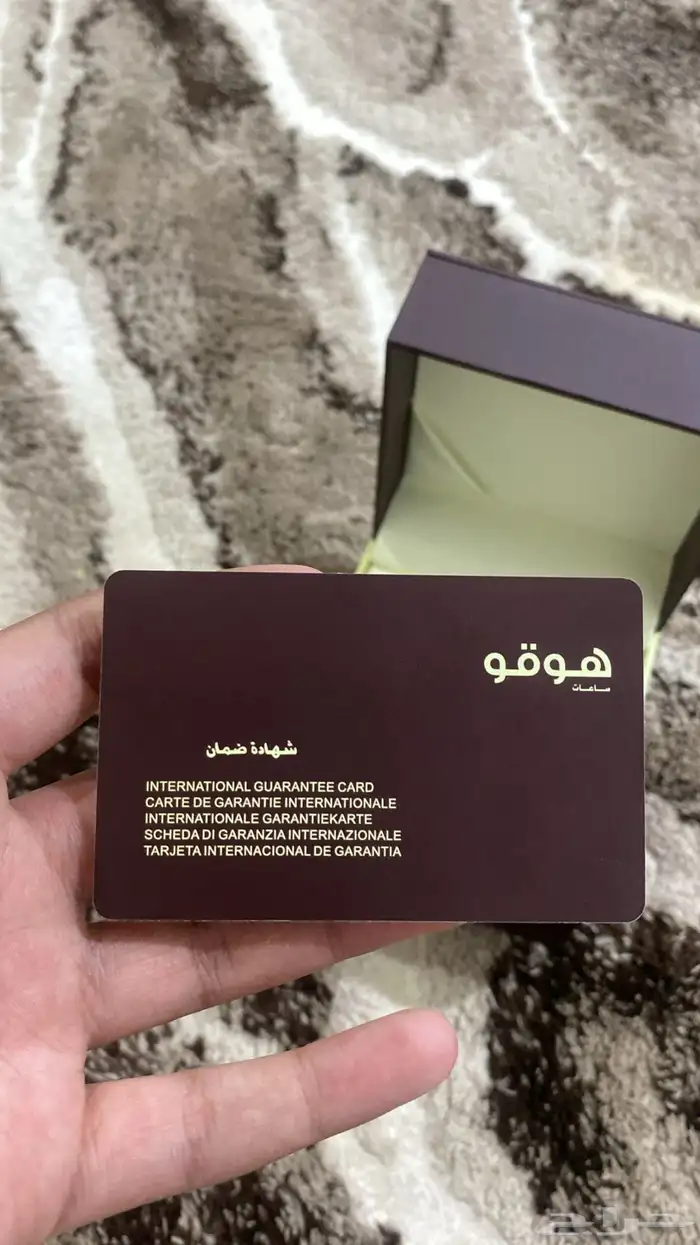 هوقو
ساعات
شهادة ضمان
INTERNATIONAL GUARANTEE CARD
CARTE DE GARANTIE INTERNATIONALE
INTERNATIONALE GARANTIEKARTE
SCHEDA DI GARANZIA INTERNAZIONALE
TARJETA INTERNACIONAL DE GARANTIA
حراج